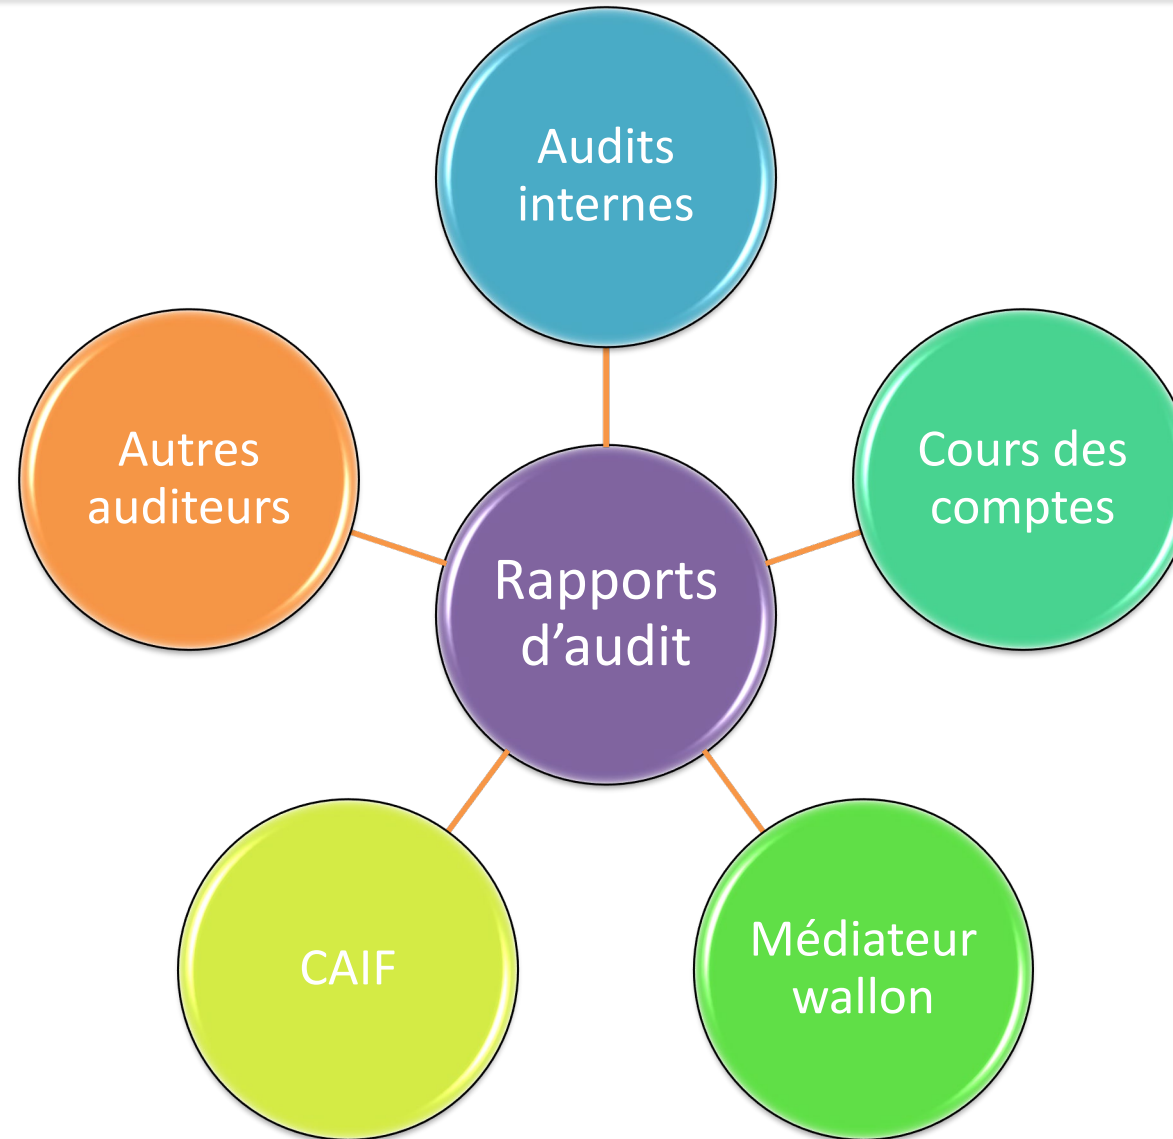 Audits
internes
Autres
auditeurs
Cours des
comptes
Rapports
d’audit
CAIF
Médiateur
wallon